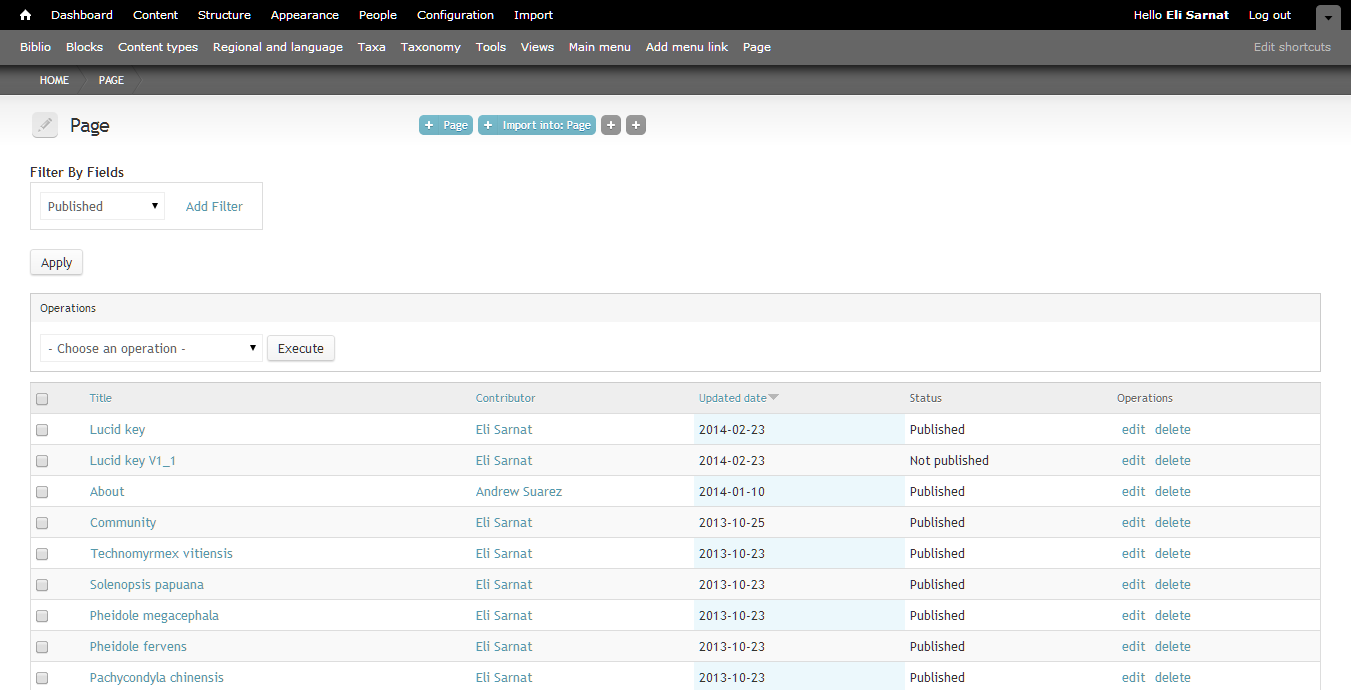 Dashboard Content Structure Appearance People Configuration Import Hello Eli Sarnat Log out
Biblio Blocks Content types Regional and language Taxa Taxonomy Tools Views Main menu Add menu link Page Edit shortcuts
HOME PAGE
Page + Page + Import into: Page + +
Filter By Fields
Published Add Filter
Apply
Operations
- Choose an operation - Execute
Title Contributor Updated date Status Operations
Lucid key Eli Sarnat 2014-02-23 Published edit delete
Lucid key V1_1 Eli Sarnat 2014-02-23 Not published edit delete
About Andrew Suarez 2014-01-10 Published edit delete
Community Eli Sarnat 2013-10-25 Published edit delete
Technomyrmex vitiensis Eli Sarnat 2013-10-23 Published edit delete
Solenopsis papuana Eli Sarnat 2013-10-23 Published edit delete
Pheidole megacephala Eli Sarnat 2013-10-23 Published edit delete
Pheidole fervens Eli Sarnat 2013-10-23 Published edit delete
Pachycondyla chinensis Eli Sarnat 2013-10-23 Published edit delete